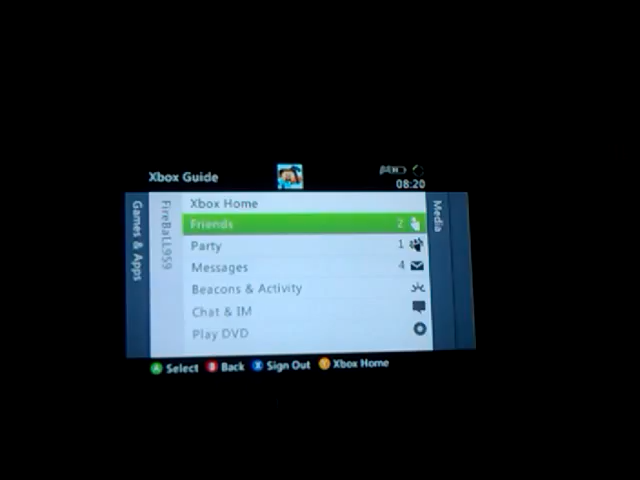 Xbox Guide
08:20
Games & Apps
FireBaLL959
Xbox Home
Friends 2
Party 1
Messages 4
Beacons & Activity
Chat & IM
Play DVD
Media
A Select B Back X Sign Out Y Xbox Home